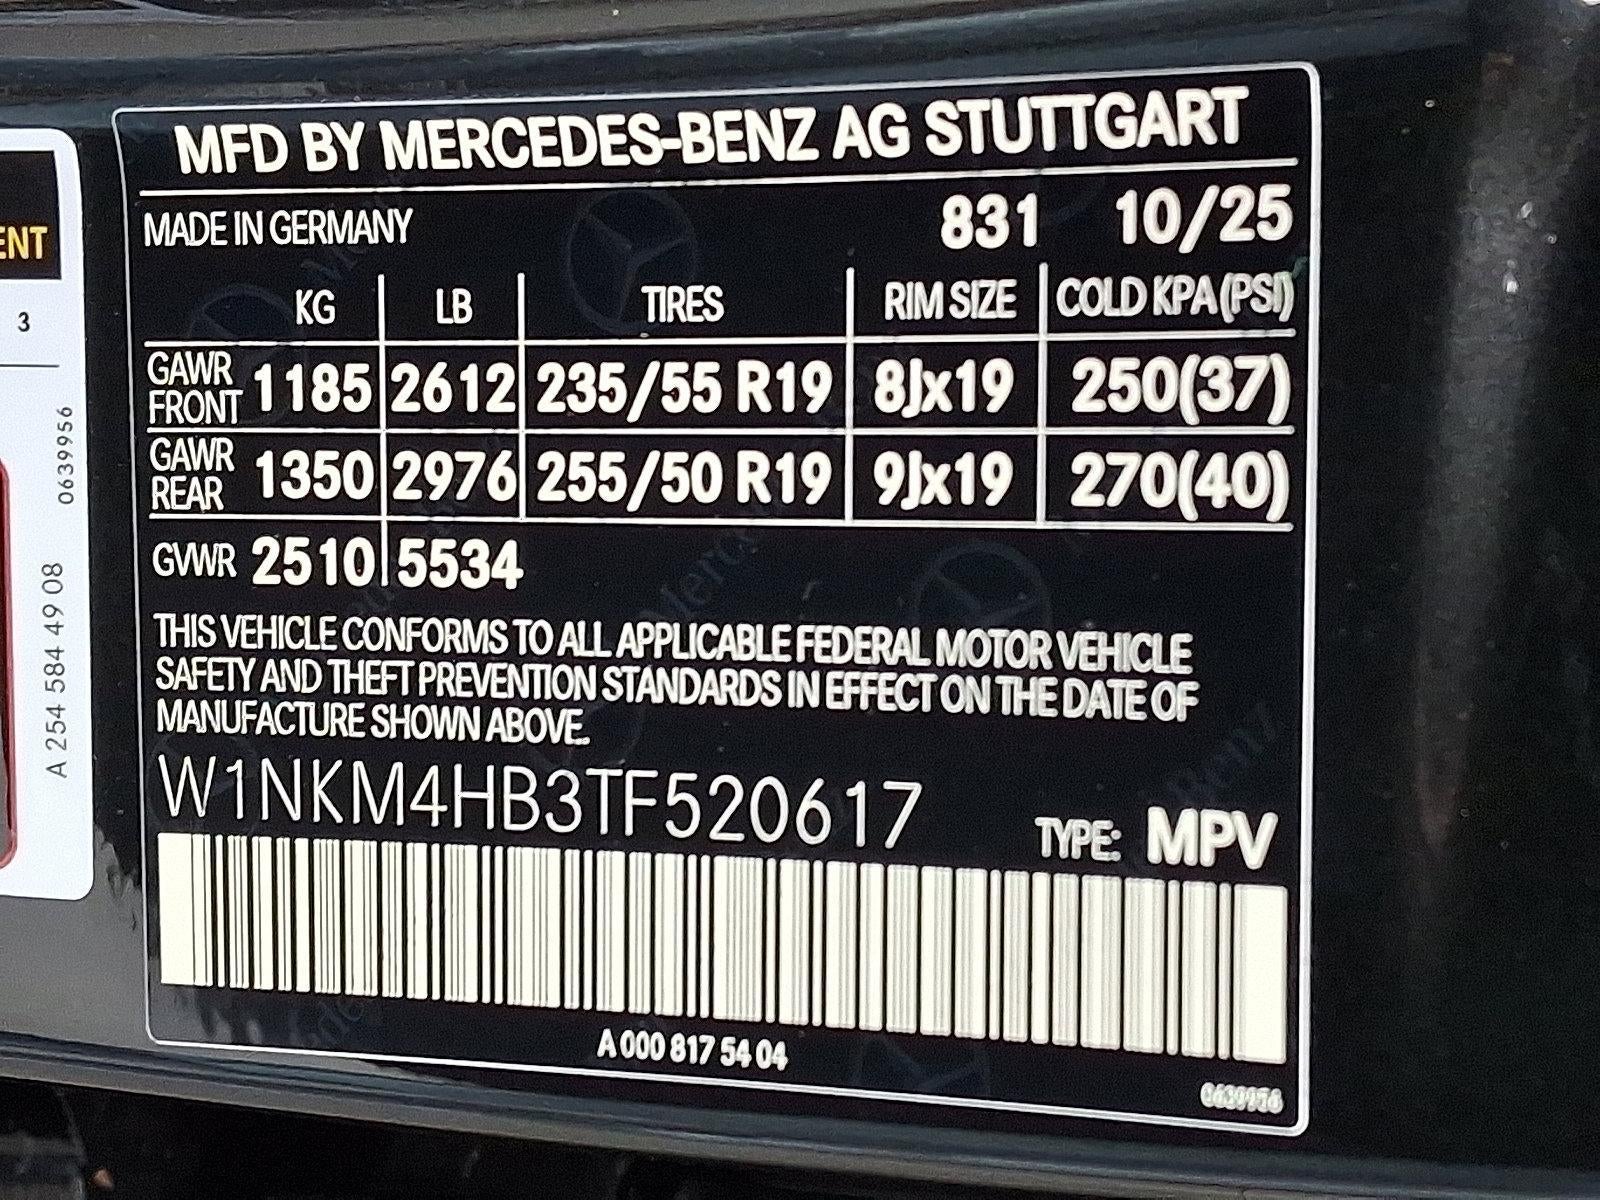 MFD BY MERCEDES-BENZ AG STUTTGART
MADE IN GERMANY 831 10/25
KG LB TIRES RIM SIZE COLD KPA(PSI)
GAWR FRONT 1185 2612 235/55 R19 8Jx19 250(37)
GAWR REAR 1350 2976 255/50 R19 9Jx19 270(40)
GVWR 2510 5534
THIS VEHICLE CONFORMS TO ALL APPLICABLE FEDERAL MOTOR VEHICLE
SAFETY AND THEFT PREVENTION STANDARDS IN EFFECT ON THE DATE OF
MANUFACTURE SHOWN ABOVE.
W1NKM4HB3TF520617
TYPE: MPV
A 000 817 54 04
0639956
ENT
3
A 254 584 49 08 0639956